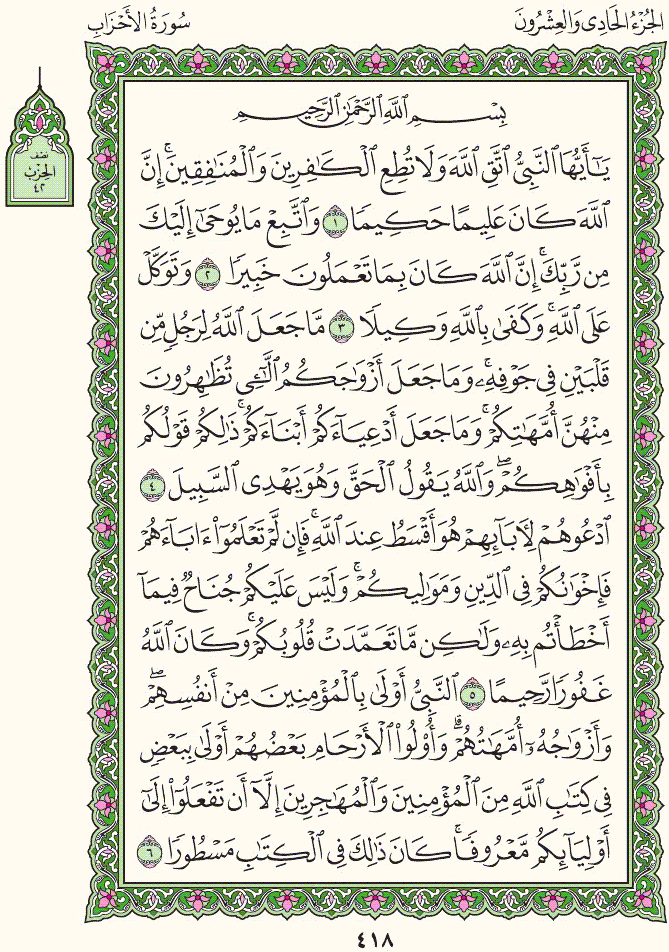 الجُزْءُ الحَادِى وَالعِشْرُونَ
سُورَةُ الأَحْزَابِ
نصف
الحِزْب
٤٢
بِسْمِ ٱللَّهِ ٱلرَّحْمَٰنِ ٱلرَّحِيمِ
يَٰٓأَيُّهَا ٱلنَّبِىُّ ٱتَّقِ ٱللَّهَ وَلَا تُطِعِ ٱلْكَٰفِرِينَ وَٱلْمُنَٰفِقِينَۚ إِنَّ
ٱللَّهَ كَانَ عَلِيمًا حَكِيمًا ١ وَٱتَّبِعْ مَا يُوحَىٰٓ إِلَيْكَ
مِن رَّبِّكَۚ إِنَّ ٱللَّهَ كَانَ بِمَا تَعْمَلُونَ خَبِيرًا ٢ وَتَوَكَّلْ
عَلَى ٱللَّهِۚ وَكَفَىٰ بِٱللَّهِ وَكِيلًا ٣ مَّا جَعَلَ ٱللَّهُ لِرَجُلٍ مِّن
قَلْبَيْنِ فِى جَوْفِهِۦۚ وَمَا جَعَلَ أَزْوَٰجَكُمُ ٱلَّٰٓـِٔى تُظَٰهِرُونَ
مِنْهُنَّ أُمَّهَٰتِكُمْۚ وَمَا جَعَلَ أَدْعِيَآءَكُمْ أَبْنَآءَكُمْۚ ذَٰلِكُمْ قَوْلُكُم
بِأَفْوَٰهِكُمْۖ وَٱللَّهُ يَقُولُ ٱلْحَقَّ وَهُوَ يَهْدِى ٱلسَّبِيلَ ٤
ٱدْعُوهُمْ لِءَابَآئِهِمْ هُوَ أَقْسَطُ عِندَ ٱللَّهِۚ فَإِن لَّمْ تَعْلَمُوٓا۟ ءَابَآءَهُمْ
فَإِخْوَٰنُكُمْ فِى ٱلدِّينِ وَمَوَٰلِيكُمْۚ وَلَيْسَ عَلَيْكُمْ جُنَاحٌ فِيمَآ
أَخْطَأْتُم بِهِۦ وَلَٰكِن مَّا تَعَمَّدَتْ قُلُوبُكُمْۚ وَكَانَ ٱللَّهُ
غَفُورًا رَّحِيمًا ٥ ٱلنَّبِىُّ أَوْلَىٰ بِٱلْمُؤْمِنِينَ مِنْ أَنفُسِهِمْۖ
وَأَزْوَٰجُهُۥٓ أُمَّهَٰتُهُمْۗ وَأُو۟لُوا۟ ٱلْأَرْحَامِ بَعْضُهُمْ أَوْلَىٰ بِبَعْضٍ
فِى كِتَٰبِ ٱللَّهِ مِنَ ٱلْمُؤْمِنِينَ وَٱلْمُهَٰجِرِينَ إِلَّآ أَن تَفْعَلُوٓا۟ إِلَىٰٓ
أَوْلِيَآئِكُم مَّعْرُوفًاۚ كَانَ ذَٰلِكَ فِى ٱلْكِتَٰبِ مَسْطُورًا ٦
٤١٨